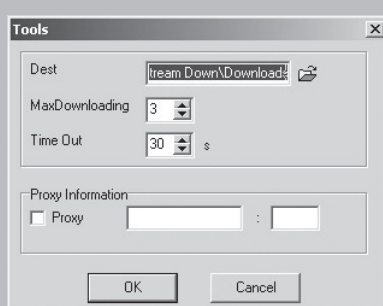 Tools
Dest tream Down\Downloads
MaxDownloading 3
Time Out 30 s
Proxy Information
Proxy :
OK Cancel